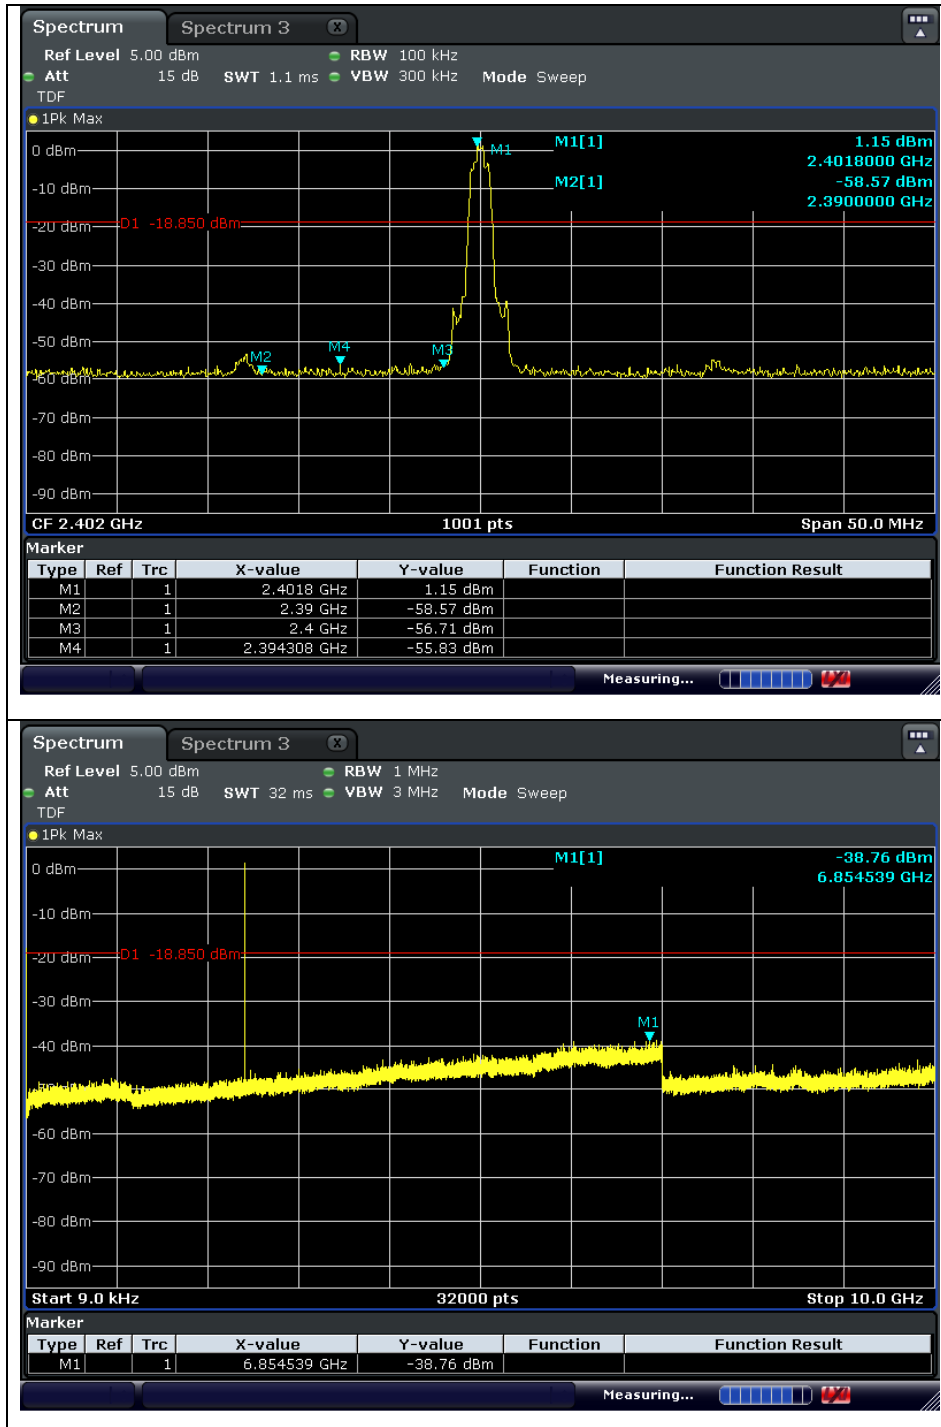 Spectrum Spectrum 3 X
Ref Level 5.00 dBm RBW 100 kHz
Att 15 dB SWT 1.1 ms VBW 300 kHz Mode Sweep
TDF
1Pk Max
M1[1] 1.15 dBm
2.4018000 GHz
M2[1] -58.57 dBm
2.3900000 GHz
0 dBm
M1
-10 dBm
D1 -18.850 dBm
-20 dBm
-30 dBm
-40 dBm
-50 dBm
M2 M4 M3
-60 dBm
-70 dBm
-80 dBm
-90 dBm
CF 2.402 GHz 1001 pts Span 50.0 MHz
Marker
Type Ref Trc X-value Y-value Function Function Result
M1 1 2.4018 GHz 1.15 dBm
M2 1 2.39 GHz -58.57 dBm
M3 1 2.4 GHz -56.71 dBm
M4 1 2.394308 GHz -55.83 dBm
Measuring...
Spectrum Spectrum 3 X
Ref Level 5.00 dBm RBW 1 MHz
Att 15 dB SWT 32 ms VBW 3 MHz Mode Sweep
TDF
1Pk Max
M1[1] -38.76 dBm
6.854539 GHz
0 dBm
-10 dBm
D1 -18.850 dBm
-20 dBm
-30 dBm
M1
-40 dBm
-50 dBm
-60 dBm
-70 dBm
-80 dBm
-90 dBm
Start 9.0 kHz 32000 pts Stop 10.0 GHz
Marker
Type Ref Trc X-value Y-value Function Function Result
M1 1 6.854539 GHz -38.76 dBm
Measuring...